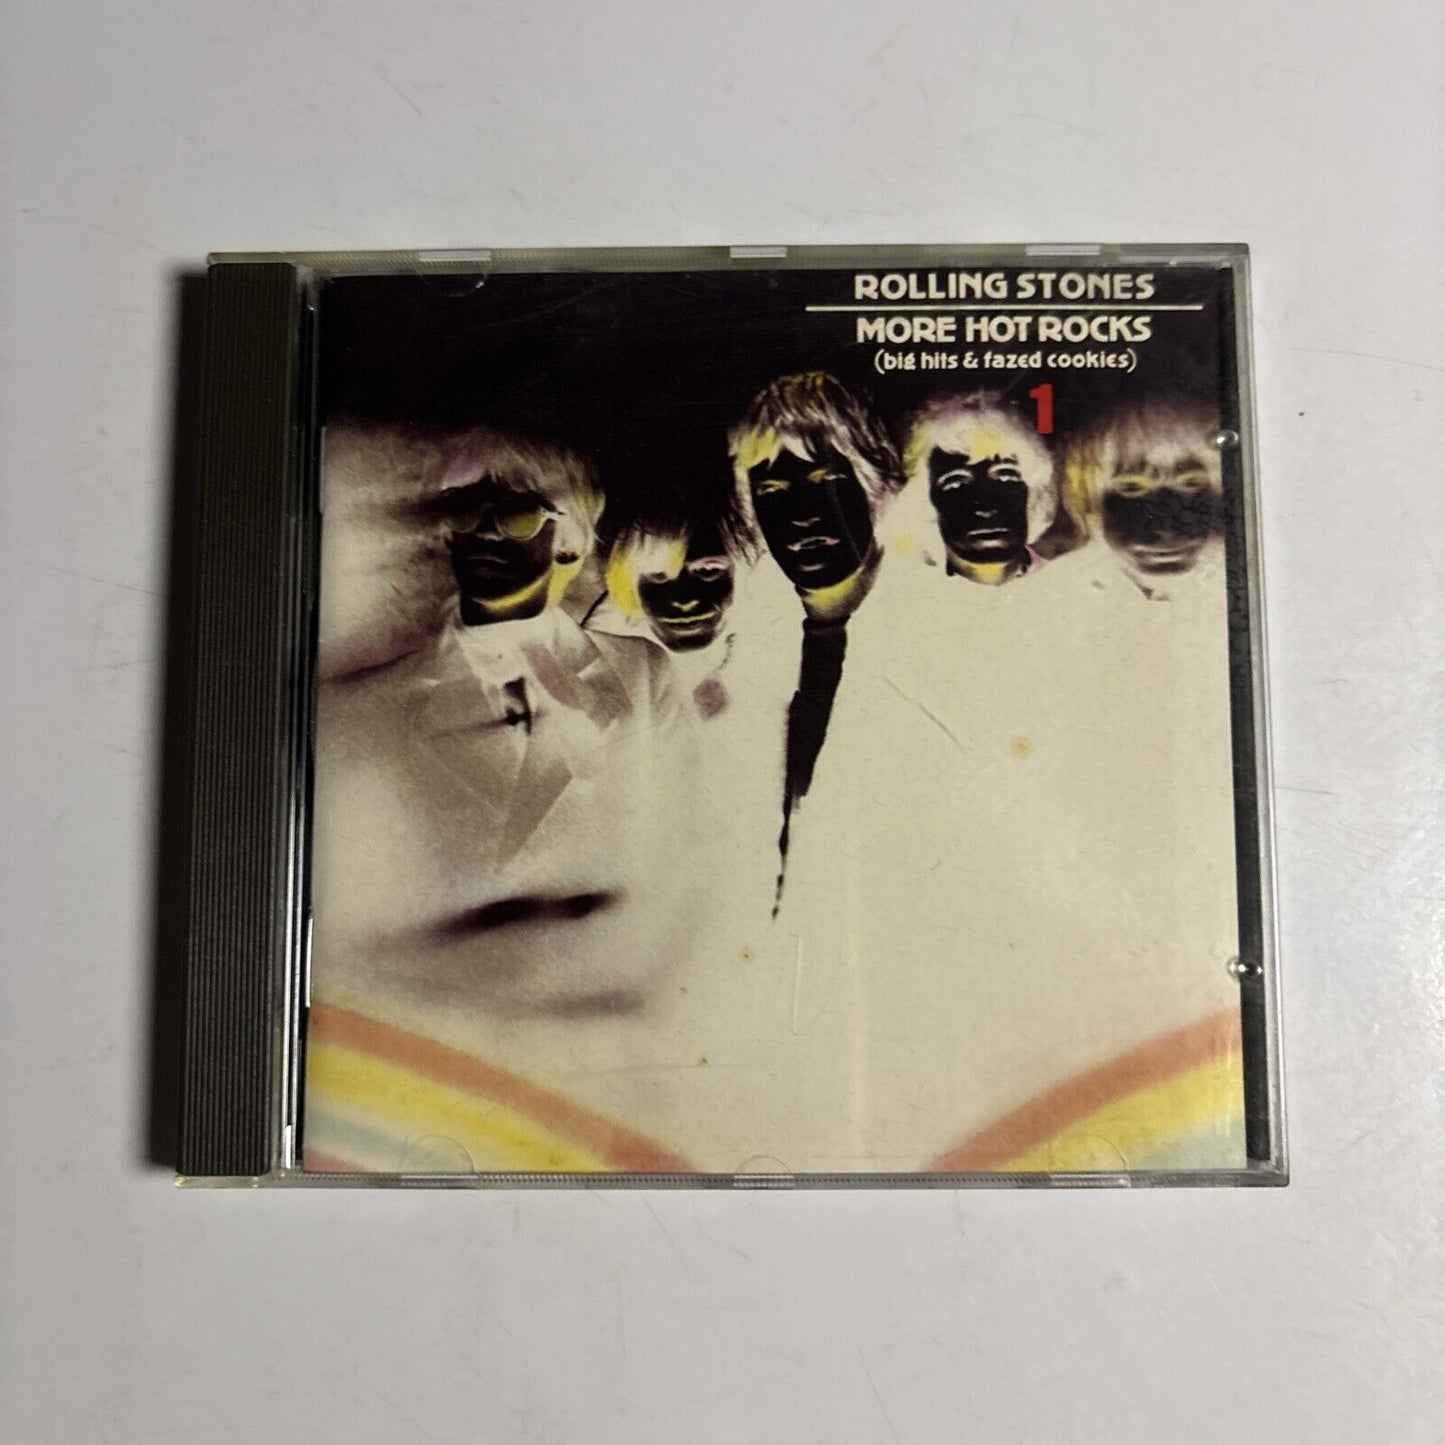 ROLLING STONES
MORE HOT ROCKS
(big hits & fazed cookies)
1